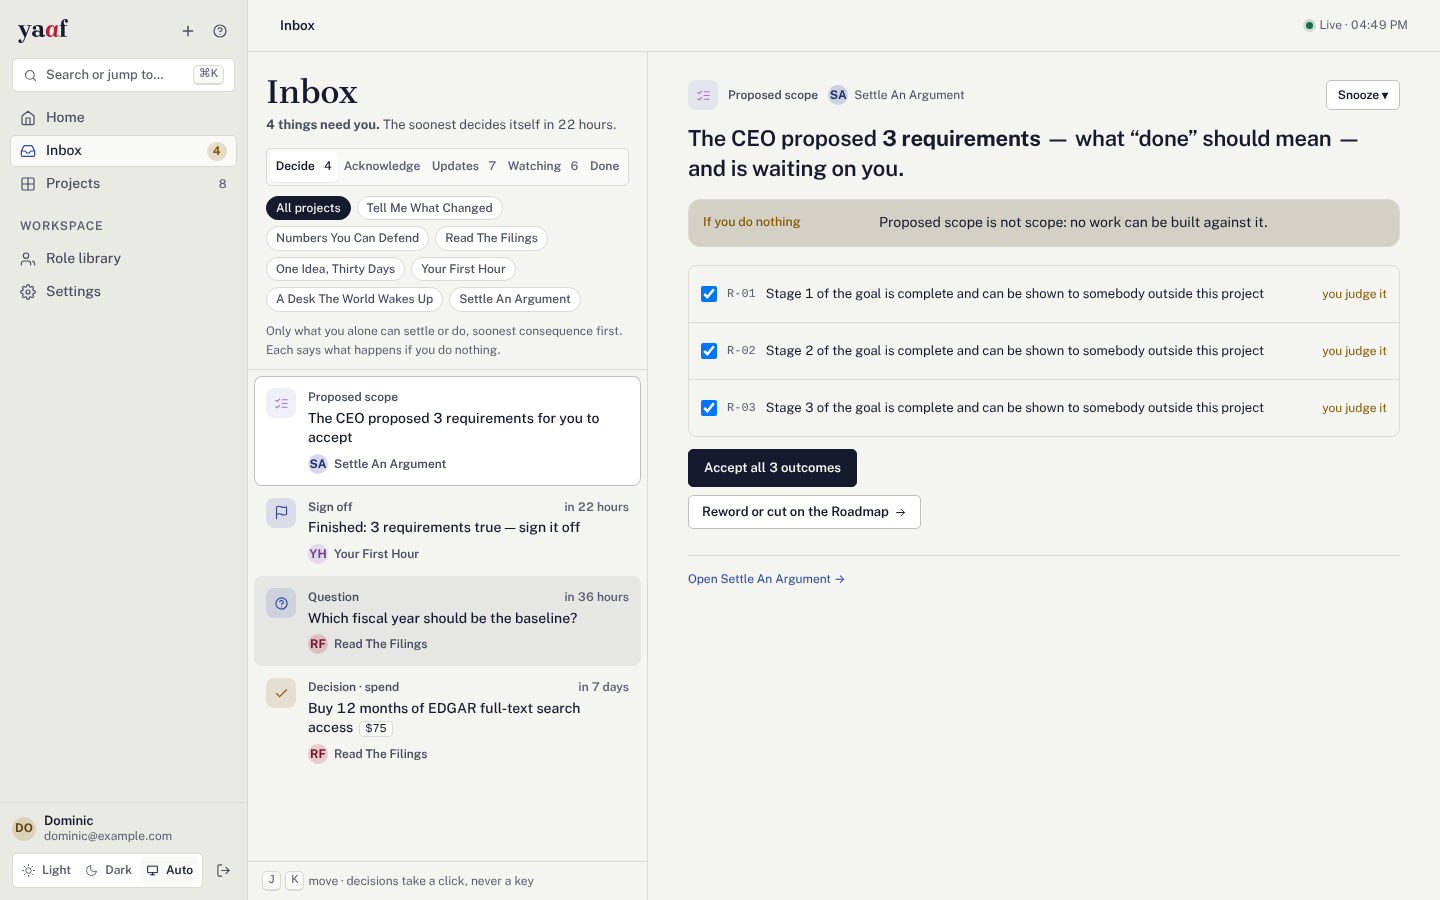 yaaf
Search or jump to... ⌘K
Home
Inbox 4
Projects 8
WORKSPACE
Role library
Settings
DO Dominic
dominic@example.com
Light Dark Auto
Inbox
Live · 04:49 PM
Inbox
4 things need you. The soonest decides itself in 22 hours.
Decide 4 Acknowledge Updates 7 Watching 6 Done
All projects Tell Me What Changed
Numbers You Can Defend Read The Filings
One Idea, Thirty Days Your First Hour
A Desk The World Wakes Up Settle An Argument
Only what you alone can settle or do, soonest consequence first.
Each says what happens if you do nothing.
Proposed scope
The CEO proposed 3 requirements for you to
accept
SA Settle An Argument
Sign off in 22 hours
Finished: 3 requirements true — sign it off
YH Your First Hour
Question in 36 hours
Which fiscal year should be the baseline?
RF Read The Filings
Decision · spend in 7 days
Buy 12 months of EDGAR full-text search
access $75
RF Read The Filings
J K move · decisions take a click, never a key
Proposed scope SA Settle An Argument
Snooze ▾
The CEO proposed 3 requirements — what “done” should mean —
and is waiting on you.
If you do nothing Proposed scope is not scope: no work can be built against it.
R-01 Stage 1 of the goal is complete and can be shown to somebody outside this project you judge it
R-02 Stage 2 of the goal is complete and can be shown to somebody outside this project you judge it
R-03 Stage 3 of the goal is complete and can be shown to somebody outside this project you judge it
Accept all 3 outcomes
Reword or cut on the Roadmap →
Open Settle An Argument →